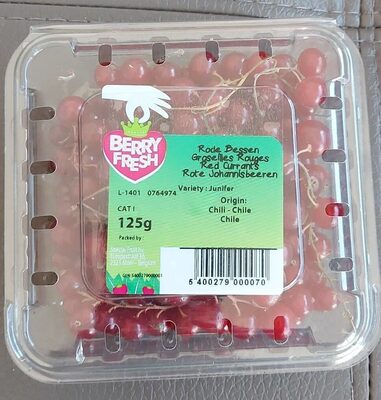 BERRY
FRESH
Rode Bessen
Groseilles Rouges
Red Currants
Rote Johannisbeeren
L-1401 0764974
Variety : Junifer
CAT I
Origin:
Chili - Chile
Chile
125g
Packed by
5 400279 000070